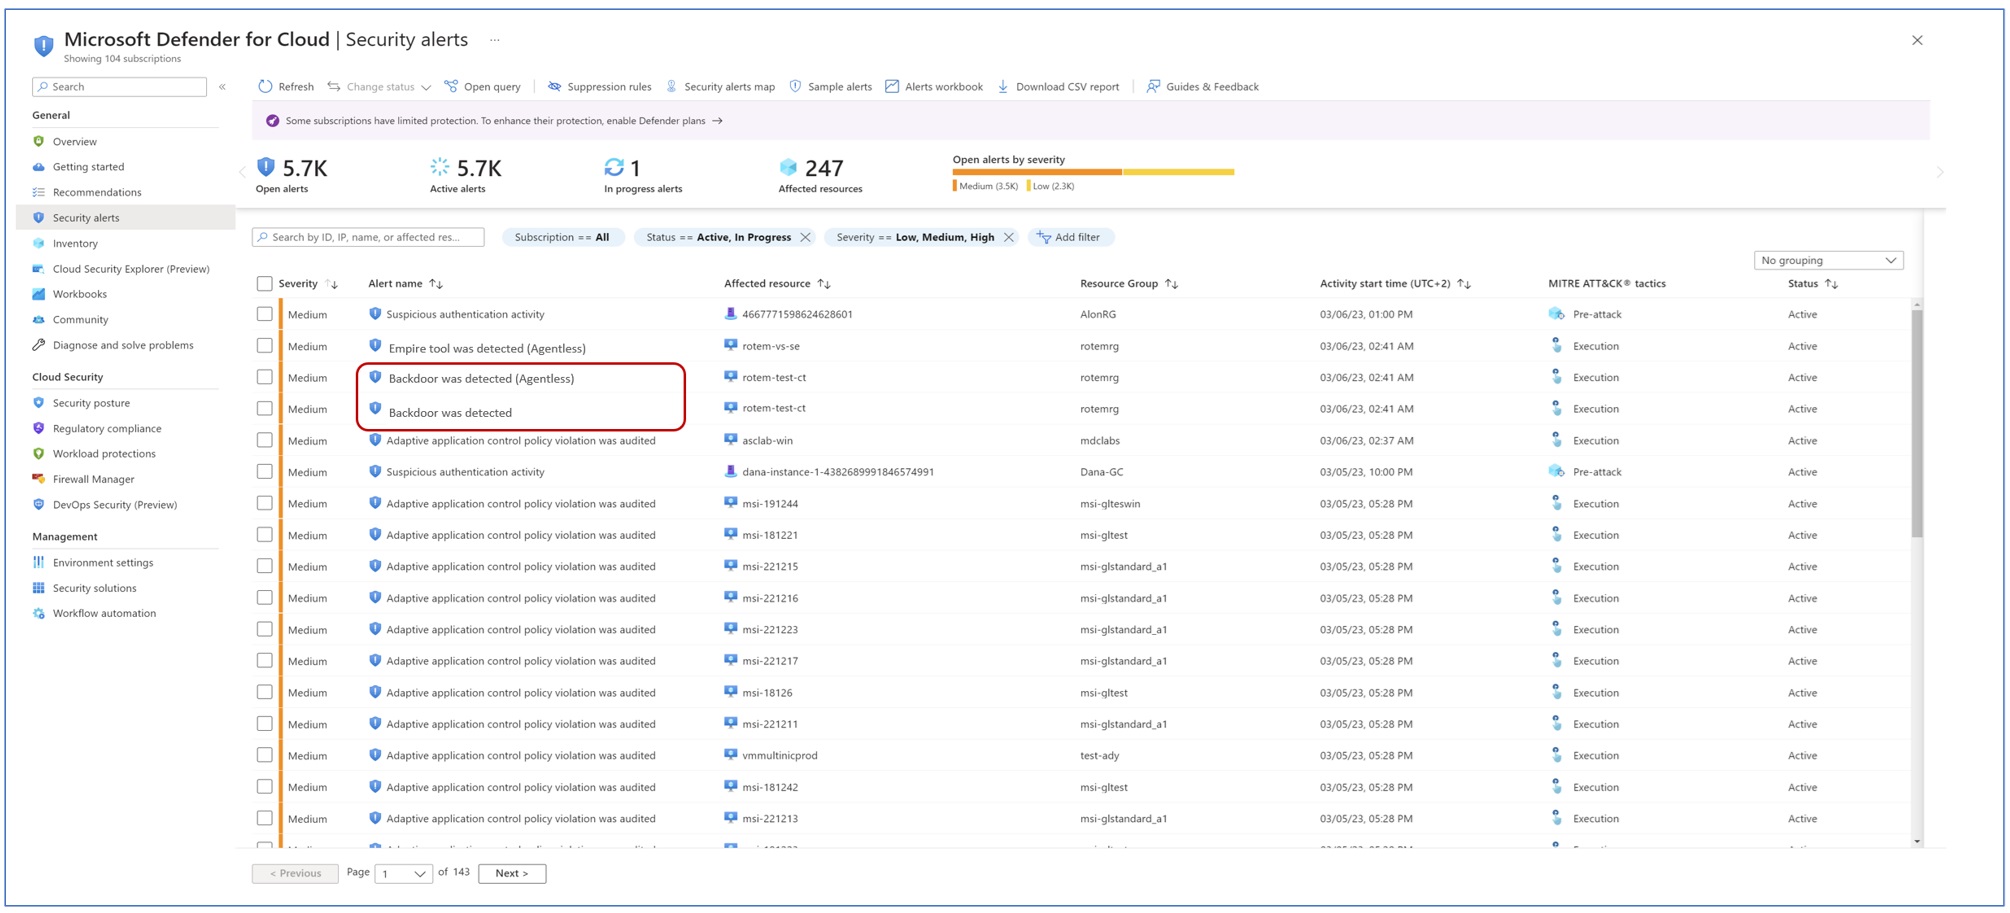 Microsoft Defender for Cloud | Security alerts ...
Showing 104 subscriptions
Search «
General
Overview
Getting started
Recommendations
Security alerts
Inventory
Cloud Security Explorer (Preview)
Workbooks
Community
Diagnose and solve problems
Cloud Security
Security posture
Regulatory compliance
Workload protections
Firewall Manager
DevOps Security (Preview)
Management
Environment settings
Security solutions
Workflow automation
Refresh Change status Open query Suppression rules Security alerts map Sample alerts Alerts workbook Download CSV report Guides & Feedback
Some subscriptions have limited protection. To enhance their protection, enable Defender plans →
5.7K
Open alerts
5.7K
Active alerts
1
In progress alerts
247
Affected resources
Open alerts by severity
Medium (3.5K) Low (2.3K)
Search by ID, IP, name, or affected res... Subscription == All Status == Active, In Progress Severity == Low, Medium, High Add filter
No grouping
Severity Alert name Affected resource Resource Group Activity start time (UTC+2) MITRE ATT&CK® tactics Status
Medium Suspicious authentication activity 4667771598624628601 AlonRG 03/06/23, 01:00 PM Pre-attack Active
Medium Empire tool was detected (Agentless) rotem-vs-se rotemrg 03/06/23, 02:41 AM Execution Active
Medium Backdoor was detected (Agentless) rotem-test-ct rotemrg 03/06/23, 02:41 AM Execution Active
Medium Backdoor was detected rotem-test-ct rotemrg 03/06/23, 02:41 AM Execution Active
Medium Adaptive application control policy violation was audited asclab-win mdclabs 03/06/23, 02:37 AM Execution Active
Medium Suspicious authentication activity dana-instance-1-4382689991846574991 Dana-GC 03/05/23, 10:00 PM Pre-attack Active
Medium Adaptive application control policy violation was audited msi-191244 msi-glteswin 03/05/23, 05:28 PM Execution Active
Medium Adaptive application control policy violation was audited msi-181221 msi-gltest 03/05/23, 05:28 PM Execution Active
Medium Adaptive application control policy violation was audited msi-221215 msi-glstandard_a1 03/05/23, 05:28 PM Execution Active
Medium Adaptive application control policy violation was audited msi-221216 msi-glstandard_a1 03/05/23, 05:28 PM Execution Active
Medium Adaptive application control policy violation was audited msi-221223 msi-glstandard_a1 03/05/23, 05:28 PM Execution Active
Medium Adaptive application control policy violation was audited msi-221217 msi-glstandard_a1 03/05/23, 05:28 PM Execution Active
Medium Adaptive application control policy violation was audited msi-18126 msi-gltest 03/05/23, 05:28 PM Execution Active
Medium Adaptive application control policy violation was audited msi-221211 msi-glstandard_a1 03/05/23, 05:28 PM Execution Active
Medium Adaptive application control policy violation was audited vmmultinicprod test-ady 03/05/23, 05:28 PM Execution Active
Medium Adaptive application control policy violation was audited msi-181242 msi-gltest 03/05/23, 05:28 PM Execution Active
Medium Adaptive application control policy violation was audited msi-221213 msi-glstandard_a1 03/05/23, 05:28 PM Execution Active
< Previous Page 1 of 143 Next >